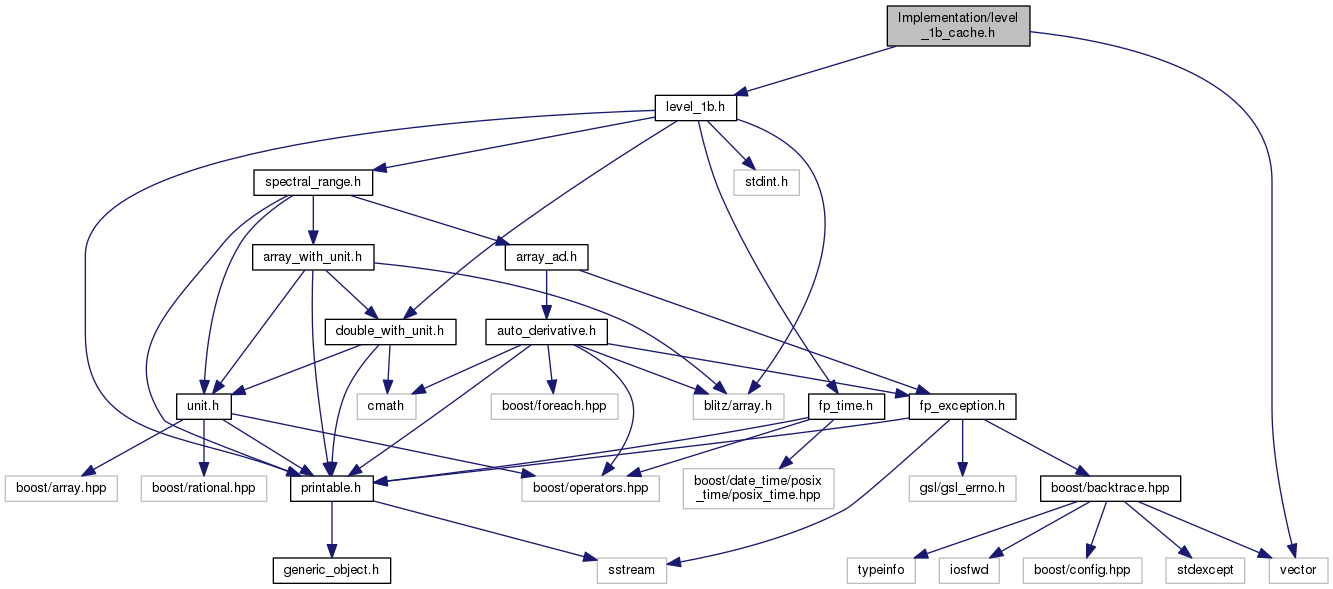 Implementation/level
_1b_cache.h
level_1b.h
spectral_range.h
stdint.h
array_with_unit.h
array_ad.h
double_with_unit.h
auto_derivative.h
unit.h
cmath
boost/foreach.hpp
blitz/array.h
fp_time.h
fp_exception.h
boost/array.hpp
boost/rational.hpp
printable.h
boost/operators.hpp
boost/date_time/posix
_time/posix_time.hpp
gsl/gsl_errno.h
boost/backtrace.hpp
generic_object.h
sstream
typeinfo
iosfwd
boost/config.hpp
stdexcept
vector